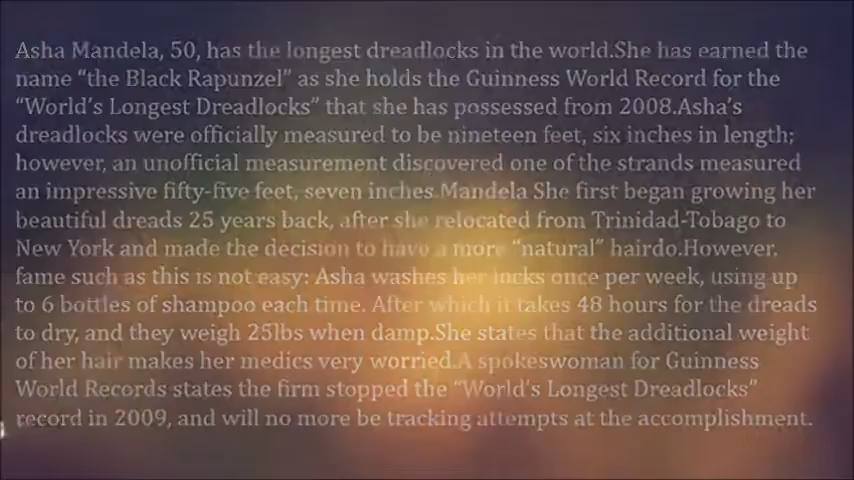 Asha Mandela, 50, has the longest dreadlocks in the world.She has earned the
name “the Black Rapunzel” as she holds the Guinness World Record for the
“World’s Longest Dreadlocks” that she has possessed from 2008.Asha’s
dreadlocks were officially measured to be nineteen feet, six inches in length;
however, an unofficial measurement discovered one of the strands measured
an impressive fifty-five feet, seven inches.Mandela She first began growing her
beautiful dreads 25 years back, after she relocated from Trinidad-Tobago to
New York and made the decision to have a more “natural” hairdo.However,
fame such as this is not easy: Asha washes her locks once per week, using up
to 6 bottles of shampoo each time. After which it takes 48 hours for the dreads
to dry, and they weigh 25lbs when damp.She states that the additional weight
of her hair makes her medics very worried.A spokeswoman for Guinness
World Records states the firm stopped the “World’s Longest Dreadlocks”
record in 2009, and will no more be tracking attempts at the accomplishment.